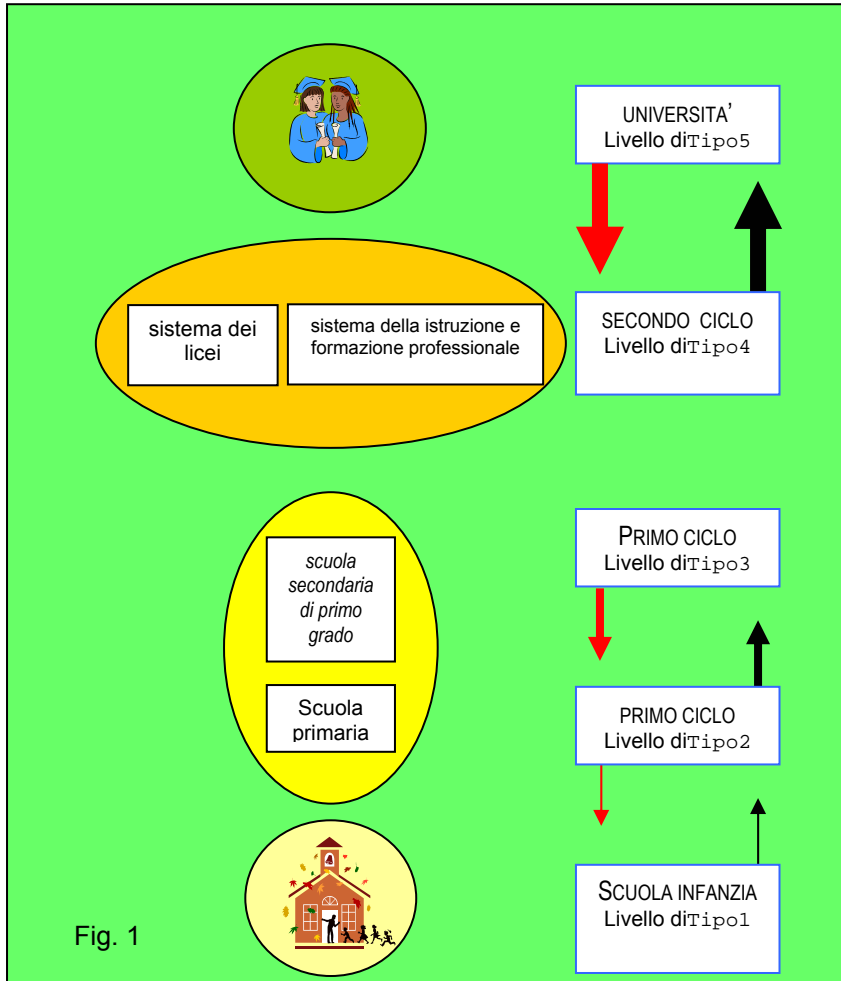 UNIVERSITA’
Livello diTipo5
sistema dei
licei
sistema della istruzione e
formazione professionale
SECONDO CICLO
Livello diTipo4
scuola
secondaria
di primo
grado
PRIMO CICLO
Livello diTipo3
Scuola
primaria
PRIMO CICLO
Livello diTipo2
SCUOLA INFANZIA
Livello diTipo1
Fig. 1